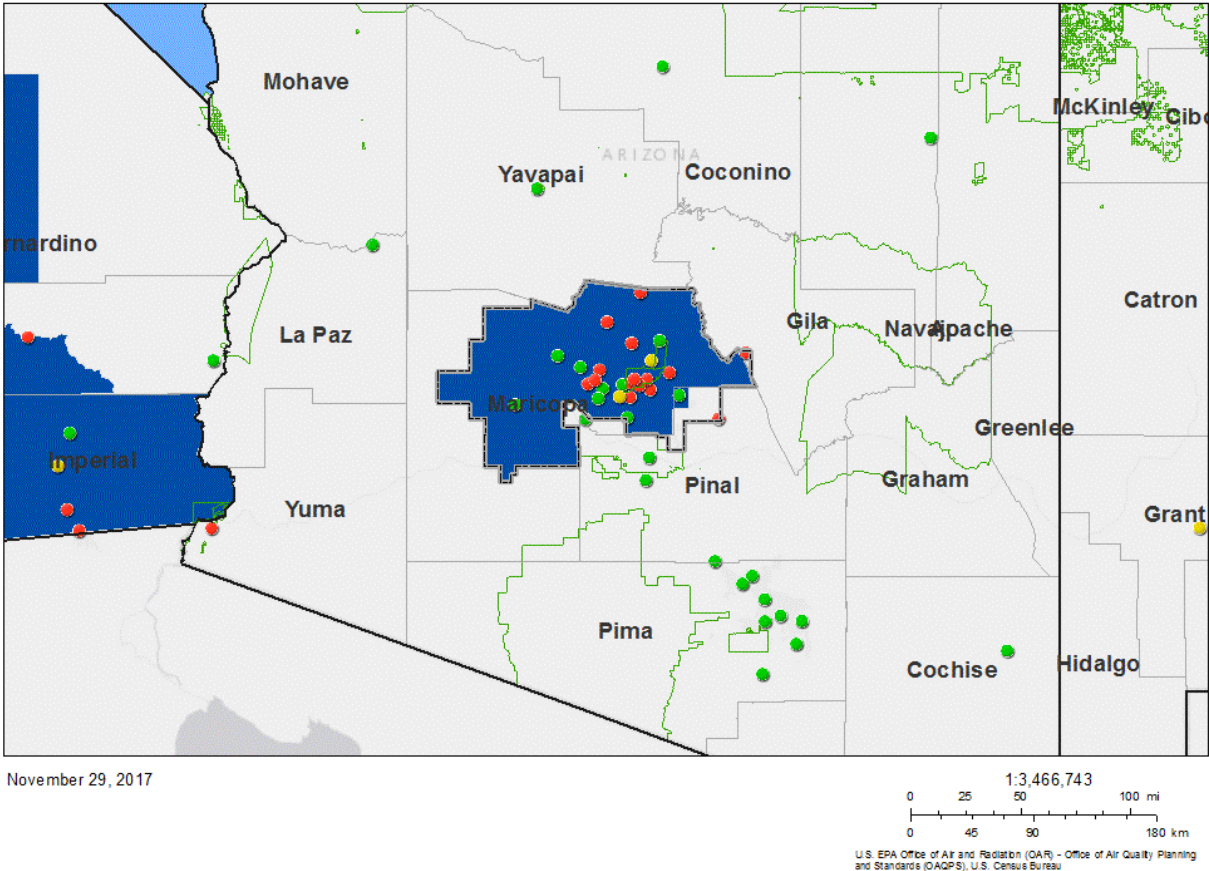 Mohave
McKinley
Cibo
ARIZONA
Yavapai
Coconino
rnardino
Catron
La Paz
Gila
Navajo
Apache
Maricopa
Greenlee
Imperial
Pinal
Graham
Yuma
Grant
Pima
Cochise
Hidalgo
November 29, 2017
1:3,466,743
0 25 50 100 mi
0 45 90 180 km
U.S. EPA Office of Air and Radiation (OAR) - Office of Air Quality Planning
and Standards (OAQPS), U.S. Census Bureau